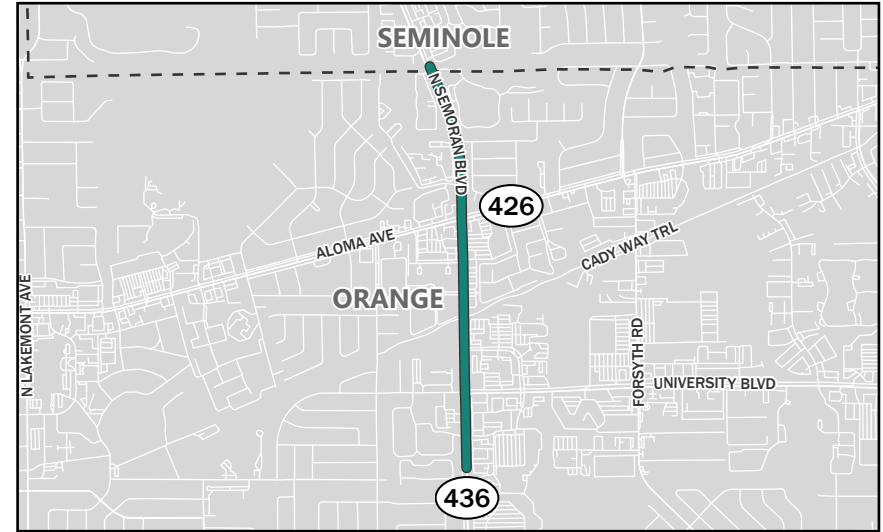 SEMINOLE
N SEMORAN BLVD
426
ALOMA AVE
CADY WAY TRL
N LAKEMONT AVE
ORANGE
FORSYTH RD
UNIVERSITY BLVD
436